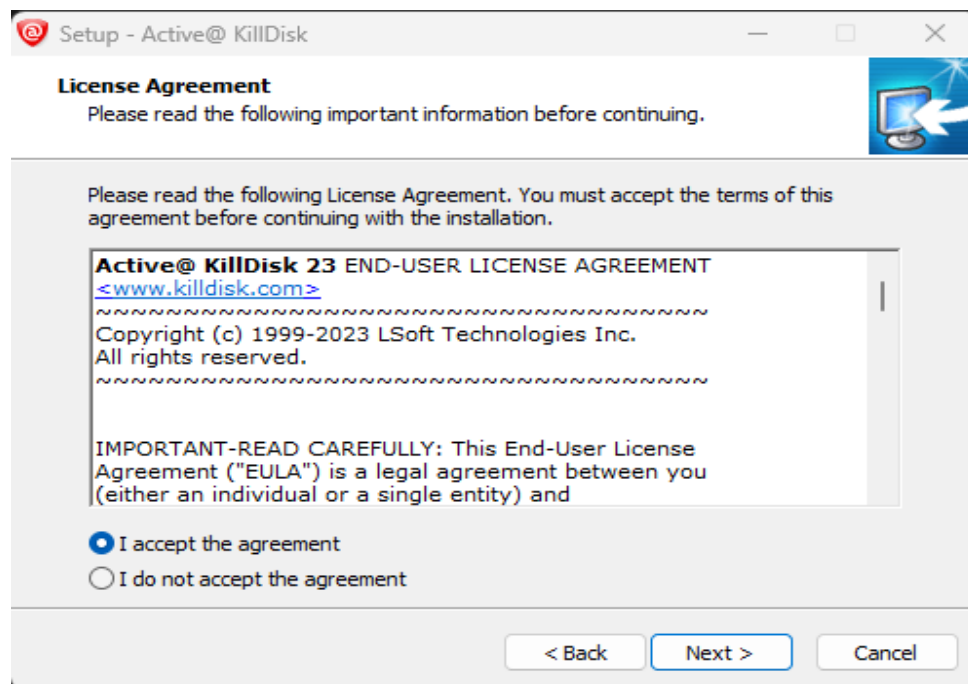 Setup - Active@ KillDisk
License Agreement
Please read the following important information before continuing.
Please read the following License Agreement. You must accept the terms of this
agreement before continuing with the installation.
Active@ KillDisk 23 END-USER LICENSE AGREEMENT
<www.killdisk.com>
~~~~~~~~~~~~~~~~~~~~~~~~~~~~~~~~~~~
Copyright (c) 1999-2023 LSoft Technologies Inc.
All rights reserved.
~~~~~~~~~~~~~~~~~~~~~~~~~~~~~~~~~~~
IMPORTANT-READ CAREFULLY: This End-User License
Agreement ("EULA") is a legal agreement between you
(either an individual or a single entity) and
I accept the agreement
I do not accept the agreement
< Back Next > Cancel